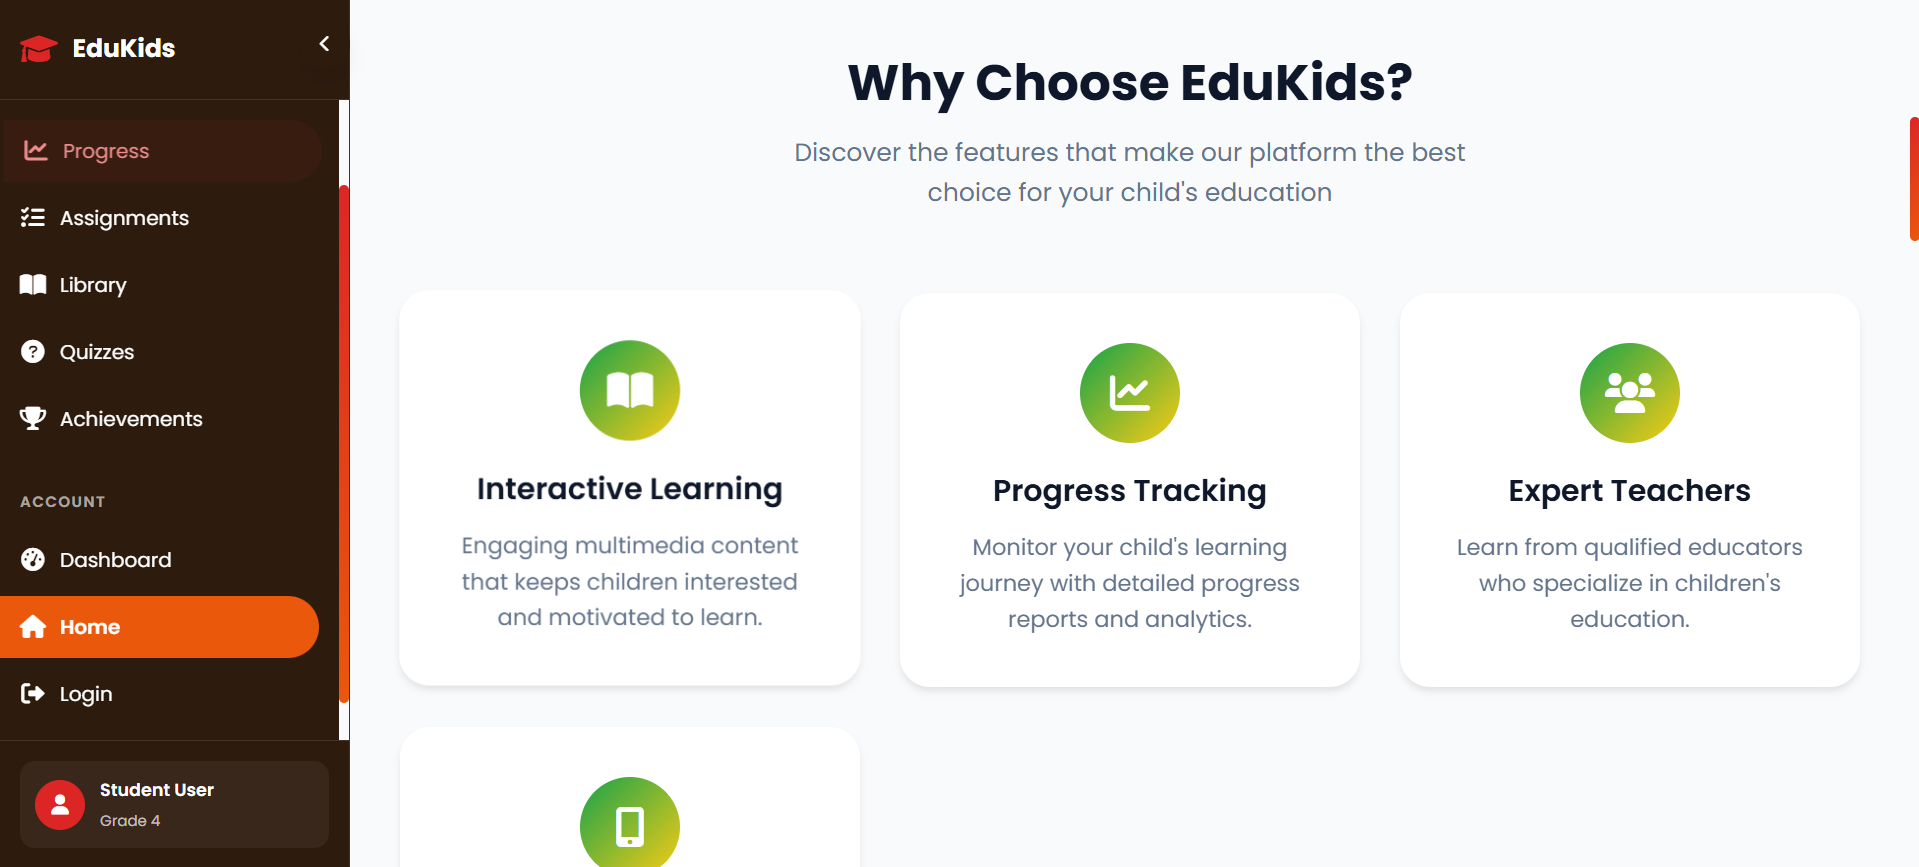 EduKids
Progress
Assignments
Library
Quizzes
Achievements
ACCOUNT
Dashboard
Home
Login
Student User
Grade 4
Why Choose EduKids?
Discover the features that make our platform the best
choice for your child's education
Interactive Learning
Engaging multimedia content
that keeps children interested
and motivated to learn.
Progress Tracking
Monitor your child's learning
journey with detailed progress
reports and analytics.
Expert Teachers
Learn from qualified educators
who specialize in children's
education.